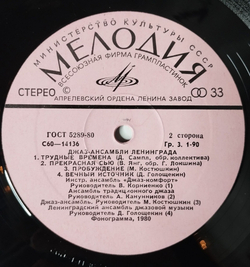 МИНИСТЕРСТВО КУЛЬТУРЫ СССР
МЕЛОДИЯ
ВСЕСОЮЗНАЯ ФИРМА ГРАМПЛАСТИНОК
СТЕРЕО
33
АПРЕЛЕВСКИЙ ОРДЕНА ЛЕНИНА ЗАВОД
ГОСТ 5289-80
2 сторона
С60—14136
Гр. 3. 1-90
ДЖАЗ-АНСАМБЛИ ЛЕНИНГРАДА
1. ТРУДНЫЕ ВРЕМЕНА (Д. Сампл, обр. коллектива)
2. ПРЕКРАСНАЯ СЬЮ (В. Янг, обр. Г. Лоншина)
3. ПРОБУЖДЕНИЕ (М. Костюшкин)
4. ВЕЧНЫЙ ИСТОЧНИК (Д. Голощекин)
Инстр. ансамбль «Джаз-комфорт»
Руководитель В. Корниенко (1)
Ансамбль традиционного джаза
Руководитель А. Канунников (2)
Джаз-ансамбль. Руководитель М. Костюшкин (3)
Ленинградский ансамбль джазовой музыки
Руководитель Д. Голощекин (4)
Фонограмма, 1980